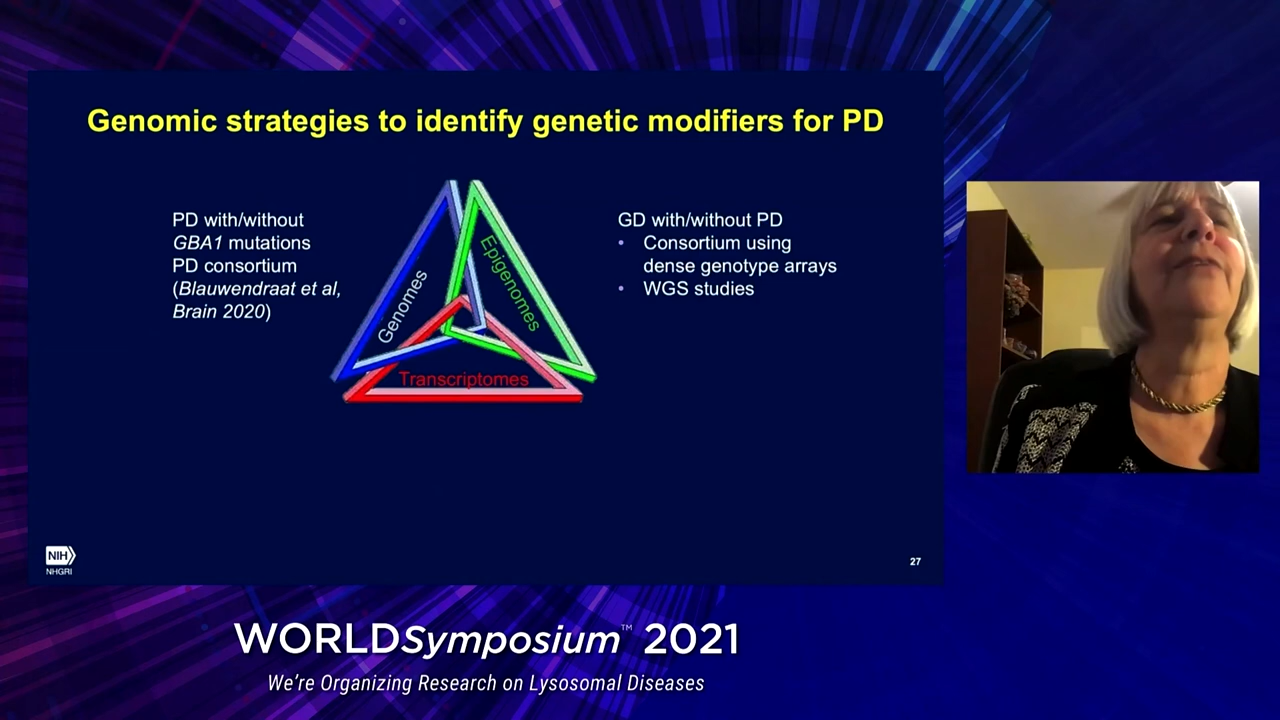 Genomic strategies to identify genetic modifiers for PD
PD with/without
GBA1 mutations
PD consortium
(Blauwendraat et al,
Brain 2020)
Genomes
Epigenomes
Transcriptomes
GD with/without PD
• Consortium using
dense genotype arrays
• WGS studies
NIH
NHGRI
27
WORLDSymposium™ 2021
We're Organizing Research on Lysosomal Diseases